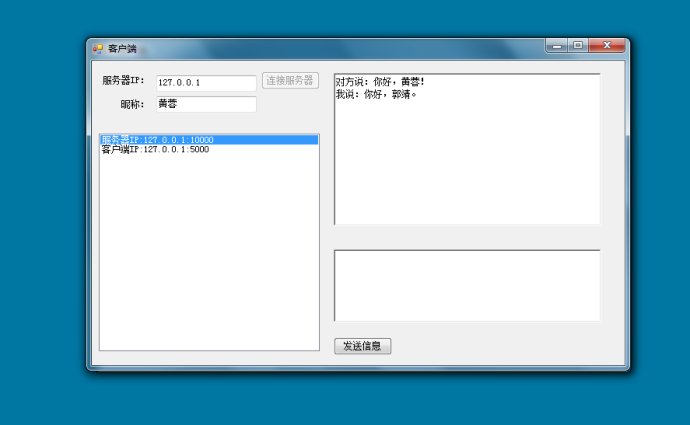 客户端
服务器IP: 127.0.0.1 连接服务器
昵称: 黄蓉
服务器IP:127.0.0.1:10000
客户端IP:127.0.0.1:5000
对方说: 你好, 黄蓉!
我说: 你好, 郭靖。
发送信息